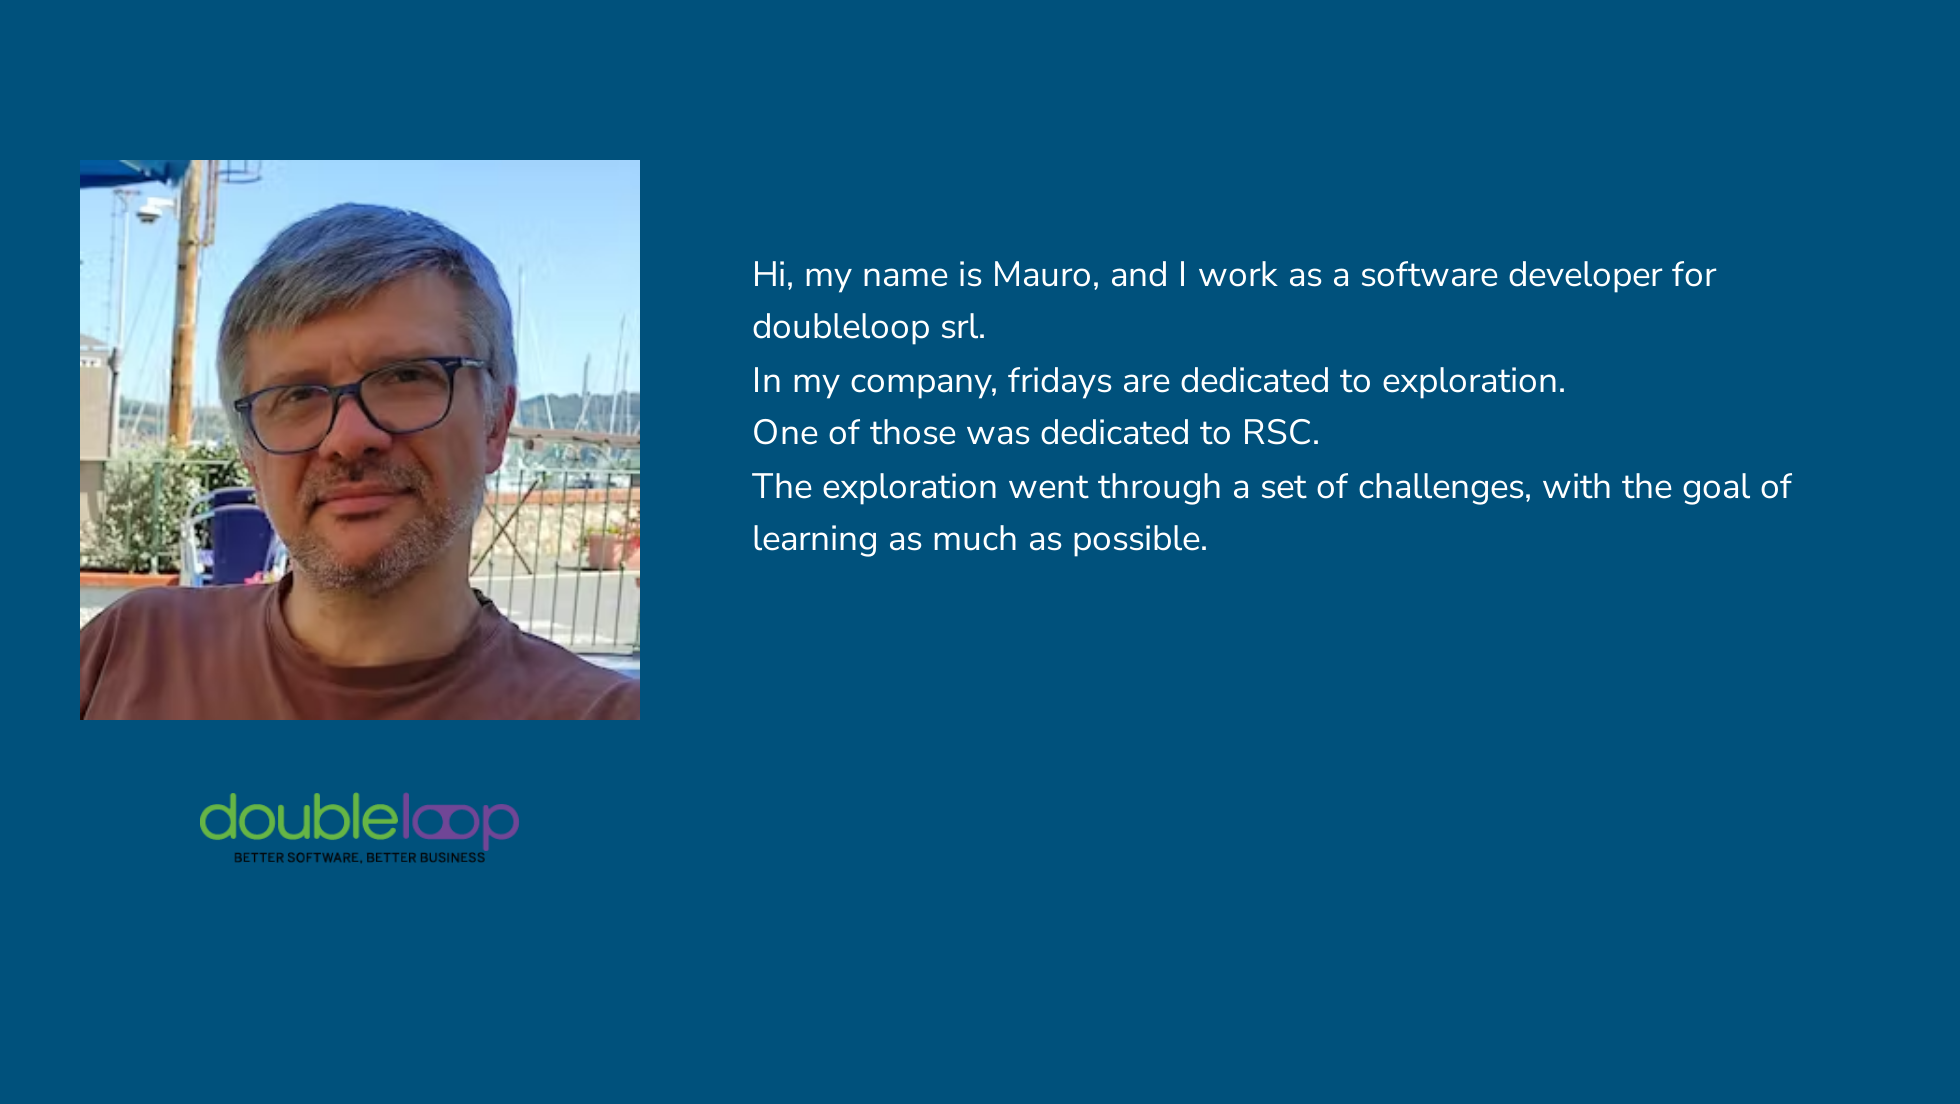 Hi, my name is Mauro, and I work as a software developer for
doubleloop srl.
In my company, fridays are dedicated to exploration.
One of those was dedicated to RSC.
The exploration went through a set of challenges, with the goal of
learning as much as possible.
doubleloop
BETTER SOFTWARE, BETTER BUSINESS